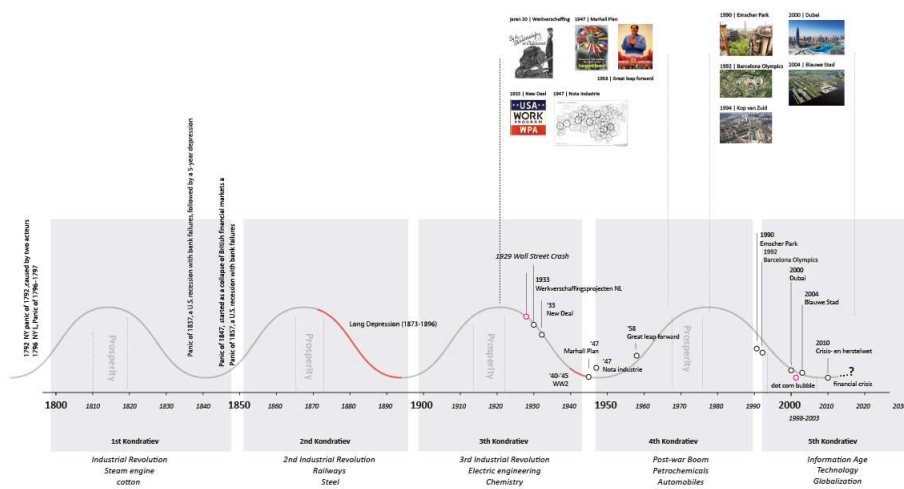 jaren 30 | Werkverschaffing
1947 | Marhall Plan
1990 | Emscher Park
2000 | Dubai
1958 | Great leap forward
1992 | Barcelona Olympics
2004 | Blauwe Stad
1933 | New Deal
1947 | Nota Industrie
1994 | Kop van Zuid
USA
WORK
PROGRAM
WPA
together
1792 NY panic of 1792, caused by two acteurs
1796 NY L, Panic of 1796–1797
Panic of 1837, a U.S. recession with bank failures, followed by a 5-year depression
Panic of 1847, started as a collapse of British financial markets a
Panic of 1857, a U.S. recession with bank failures
Prosperity
Prosperity
Prosperity
Prosperity
Long Depression (1873-1896)
1929 Wall Street Crash
1933
Werkverschaffingsprojecten NL
'33
New Deal
'47
Marhall Plan
'40-'45
WW2
'47
Nota industrie
'58
Great leap forward
1990
Emscher Park
1992
Barcelona Olympics
2000
Dubai
2004
Blauwe Stad
2010
Crisis- en herstelwet
...?
dot com bubble
financial crisis
1800 1810 1820 1830 1840 1850 1860 1870 1880 1890 1900 1910 1920 1930 1940 1950 1960 1970 1980 1990 2000 2010 2020 203
1998-2003
1st Kondratiev
Industrial Revolution
Steam engine
cotton
2nd Kondratiev
2nd Industrial Revolution
Railways
Steel
3th Kondratiev
3rd Industrial Revolution
Electric engineering
Chemistry
4th Kondratiev
Post-war Boom
Petrochemicals
Automobiles
5th Kondratiev
Information Age
Technology
Globalization